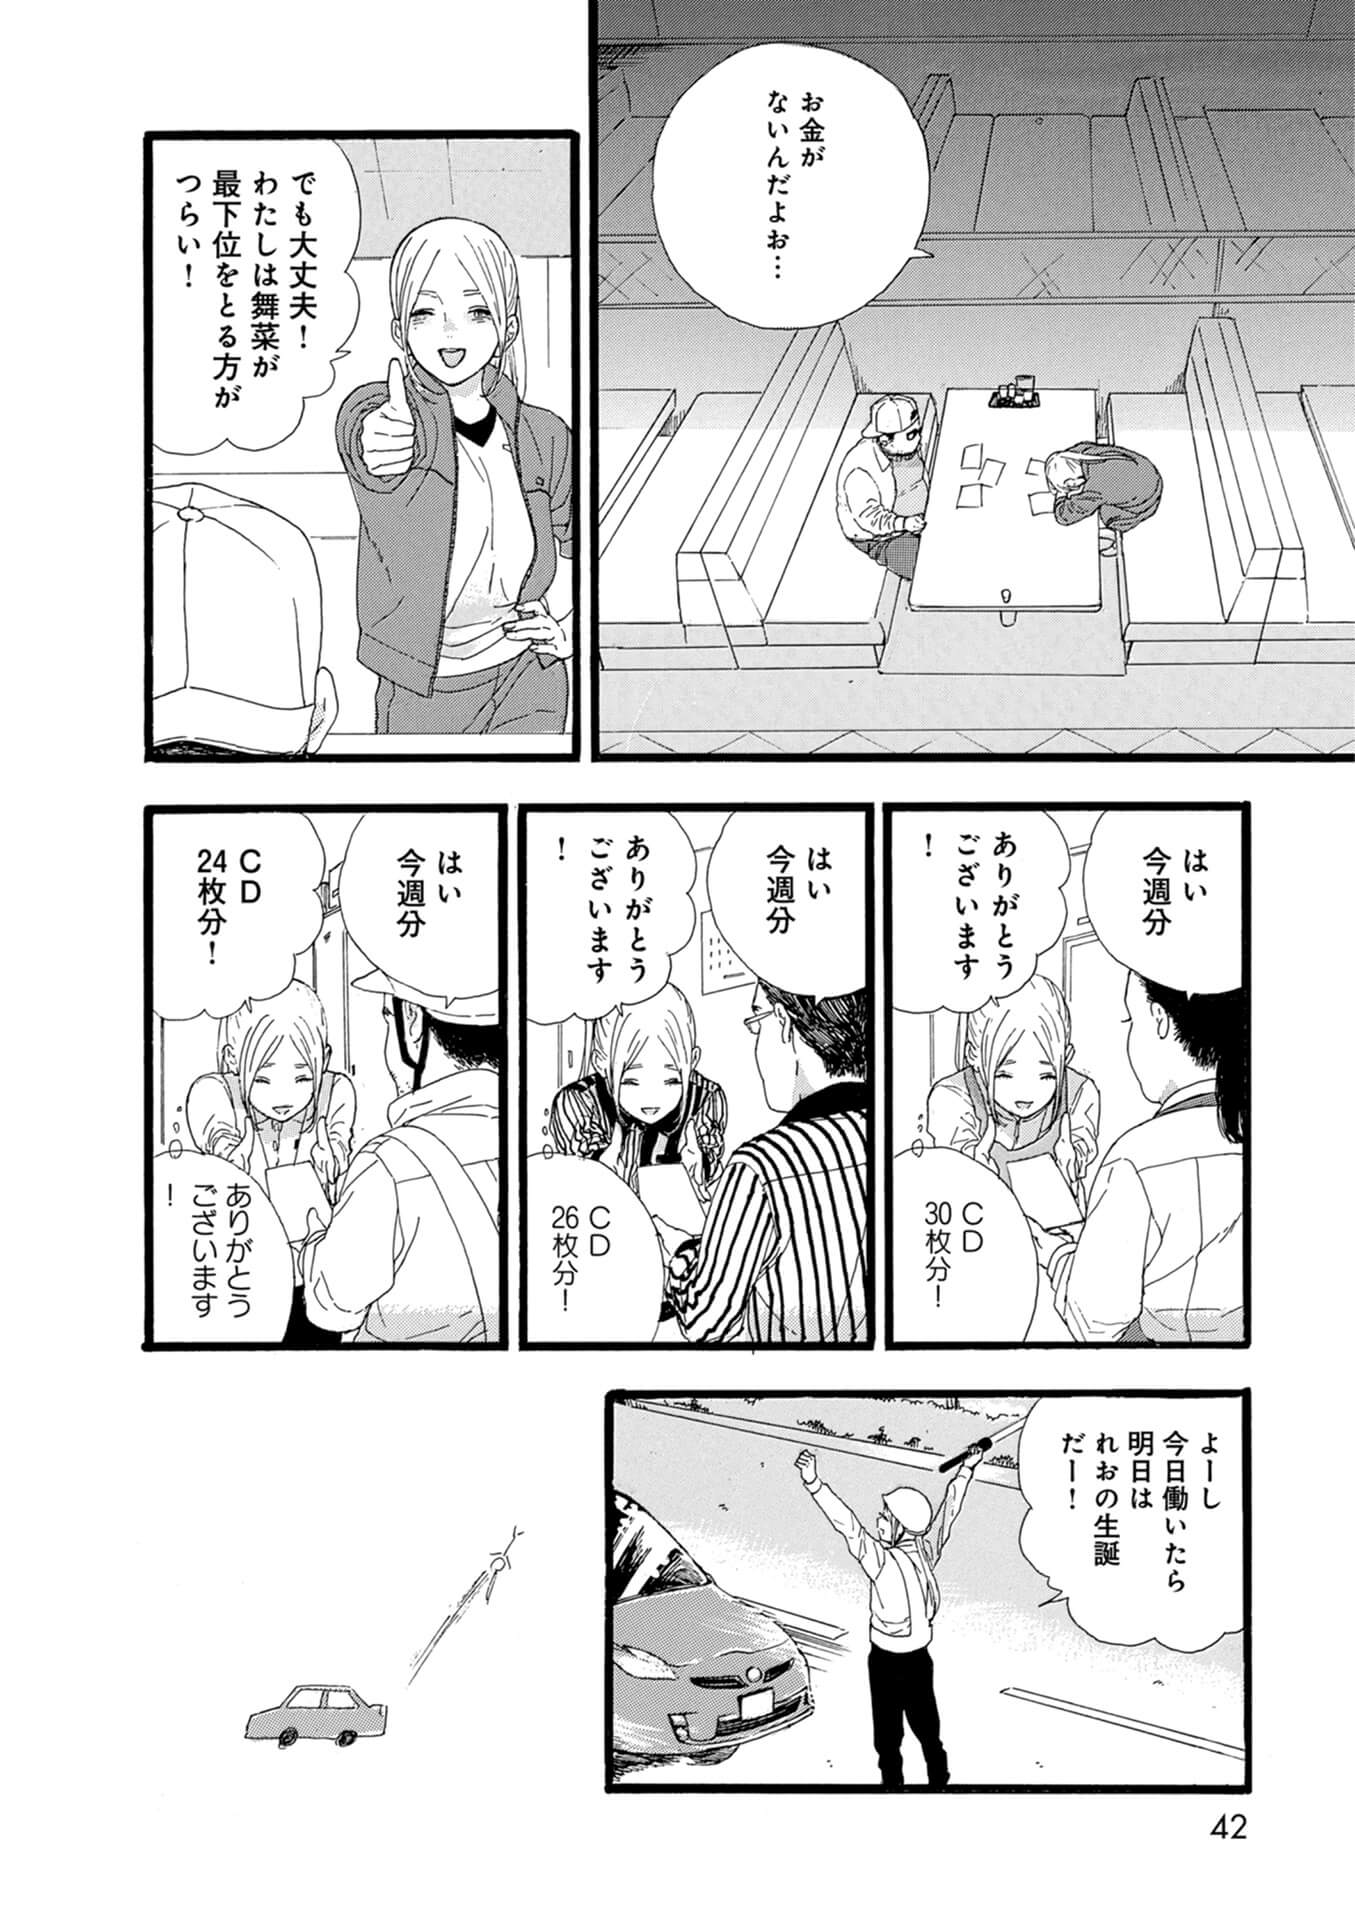 お金が
ないんだよお…
でも大丈夫！
わたしは舞菜が
最下位をとる方が
つらい！
はい
今週分
ありがとう
ございます
！
CD
30枚分！
はい
今週分
ありがとう
ございます
！
CD
26枚分！
はい
今週分
CD
24枚分！
ありがとう
ございます
！
よーし
今日働いたら
明日は
れおの生誕
だー！
42